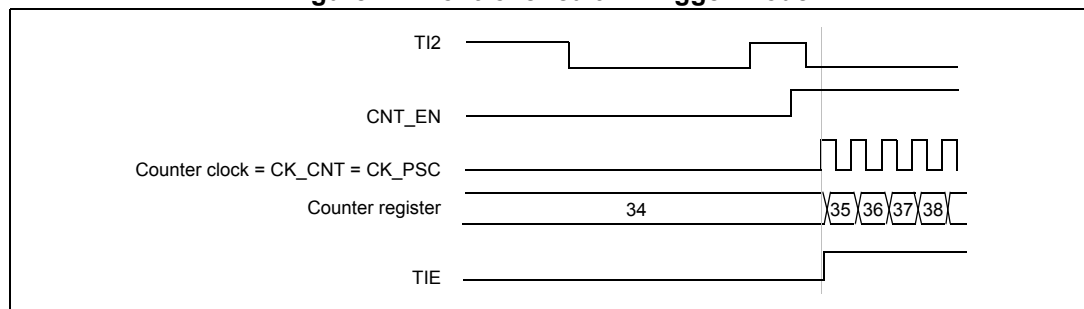 TI2
CNT_EN
Counter clock = CK_CNT = CK_PSC
Counter register 34 35 36 37 38
TIE